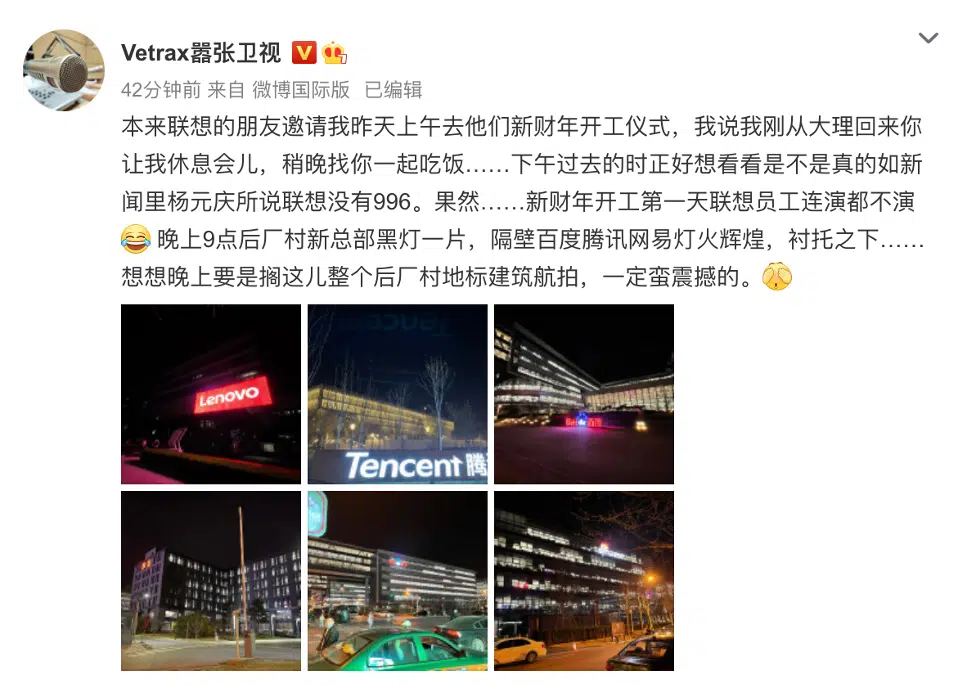 Vetrax嚣张卫视
42分钟前 来自 微博国际版 已编辑
本来联想的朋友邀请我昨天上午去他们新财年开工仪式，我说我刚从大理回来你
让我休息会儿，稍晚找你一起吃饭……下午过去的时正好想看看是不是真的如新
闻里杨元庆所说联想没有996。果然……新财年开工第一天联想员工连演都不演
😂晚上9点后厂村新总部黑灯一片，隔壁百度腾讯网易灯火辉煌，衬托之下……
想想晚上要是搁这儿整个后厂村地标建筑航拍，一定蛮震撼的。
Lenovo
Tencent 腾
Baidu百度